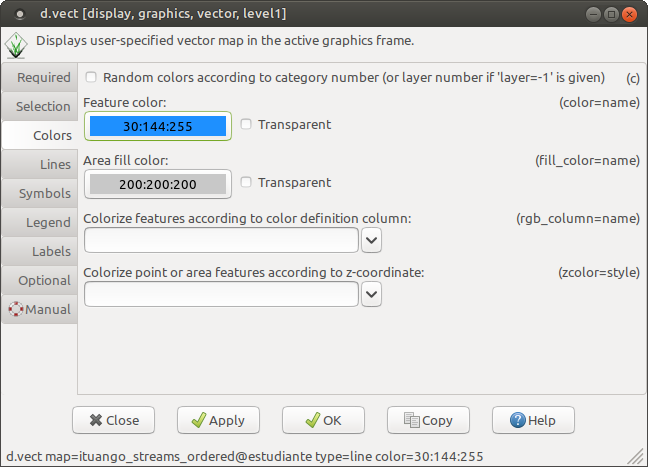 d.vect [display, graphics, vector, level1]
Displays user-specified vector map in the active graphics frame.
Required
Selection
Colors
Lines
Symbols
Legend
Labels
Optional
Manual
Random colors according to category number (or layer number if 'layer=-1' is given) (c)
Feature color: (color=name)
30:144:255 Transparent
Area fill color: (fill_color=name)
200:200:200 Transparent
Colorize features according to color definition column: (rgb_column=name)
Colorize point or area features according to z-coordinate: (zcolor=style)
Close Apply OK Copy Help
d.vect map=ituango_streams_ordered@estudiante type=line color=30:144:255